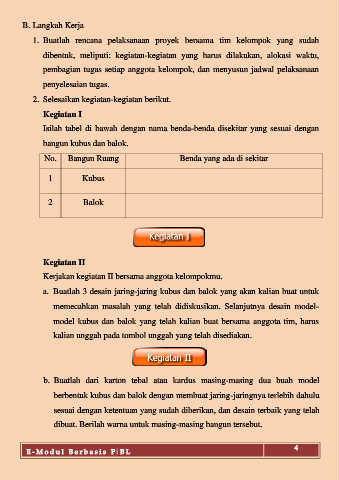 B. Langkah Kerja
1. Buatlah rencana pelaksanaan proyek bersama tim kelompok yang sudah
dibentuk, meliputi: kegiatan-kegiatan yang harus dilakukan, alokasi waktu,
pembagian tugas setiap anggota kelompok, dan menyusun jadwal pelaksanaan
penyelesaian tugas.
2. Selesaikan kegiatan-kegiatan berikut.
Kegiatan I
Isilah tabel di bawah dengan nama benda-benda disekitar yang sesuai dengan
bangun kubus dan balok.
No. Bangun Ruang Benda yang ada di sekitar
1 Kubus
2 Balok
Kegiatan I
Kegiatan II
Kerjakan kegiatan II bersama anggota kelompokmu.
a. Buatlah 3 desain jaring-jaring kubus dan balok yang akan kalian buat untuk
memecahkan masalah yang telah didiskusikan. Selanjutnya desain model-
model kubus dan balok yang telah kalian buat bersama anggota tim, harus
kalian unggah pada tombol unggah yang telah disediakan.
Kegiatan II
b. Buatlah dari karton tebal atau kardus masing-masing dua buah model
berbentuk kubus dan balok dengan membuat jaring-jaringnya terlebih dahulu
sesuai dengan ketentuan yang sudah diberikan, dan desain terbaik yang telah
dibuat. Berilah warna untuk masing-masing bangun tersebut.
E-Modul Berbasis PjBL 4